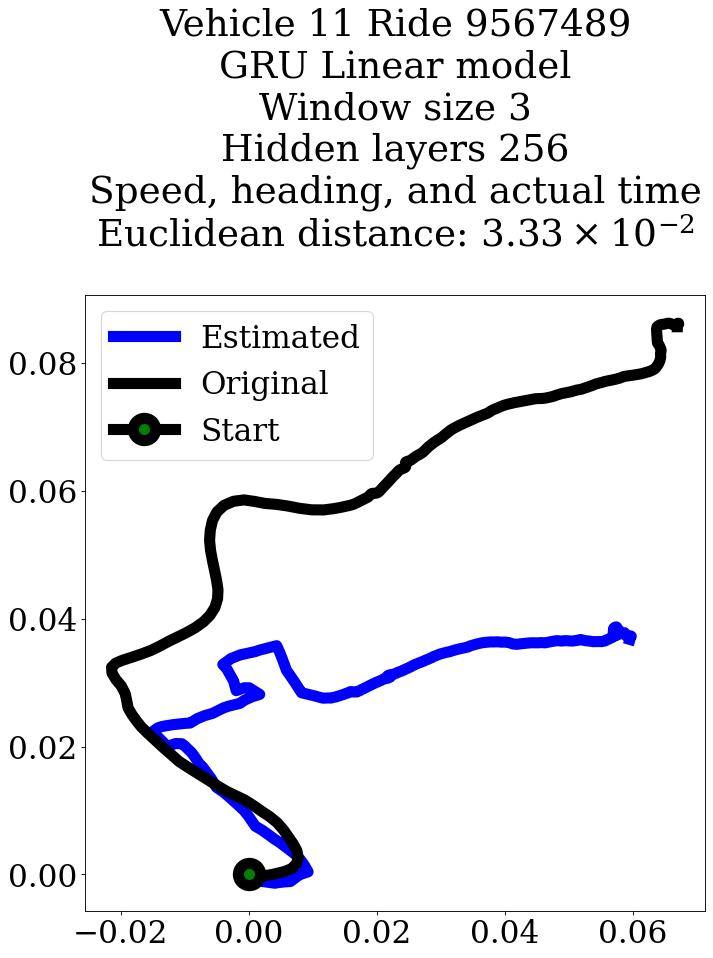 Vehicle 11 Ride 9567489
GRU Linear model
Window size 3
Hidden layers 256
Speed, heading, and actual time
Euclidean distance: 3.33 × 10⁻²
Estimated
Original
Start
0.08
0.06
0.04
0.02
0.00
−0.02 0.00 0.02 0.04 0.06